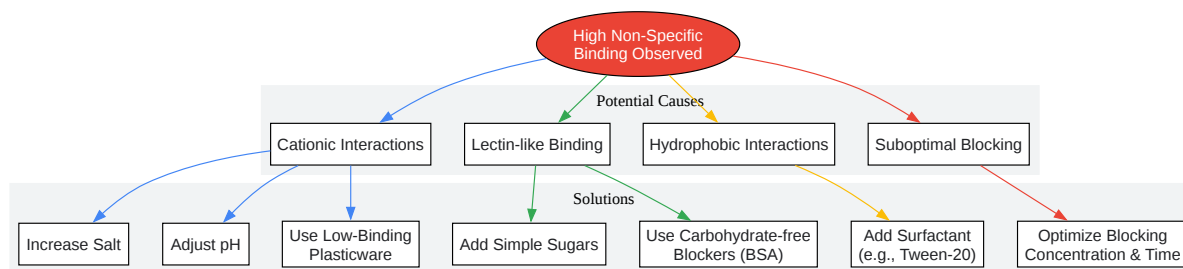 High Non-Specific
Binding Observed
Potential Causes
Cationic Interactions
Lectin-like Binding
Hydrophobic Interactions
Suboptimal Blocking
Solutions
Increase Salt
Adjust pH
Use Low-Binding
Plasticware
Add Simple Sugars
Use Carbohydrate-free
Blockers (BSA)
Add Surfactant
(e.g., Tween-20)
Optimize Blocking
Concentration & Time